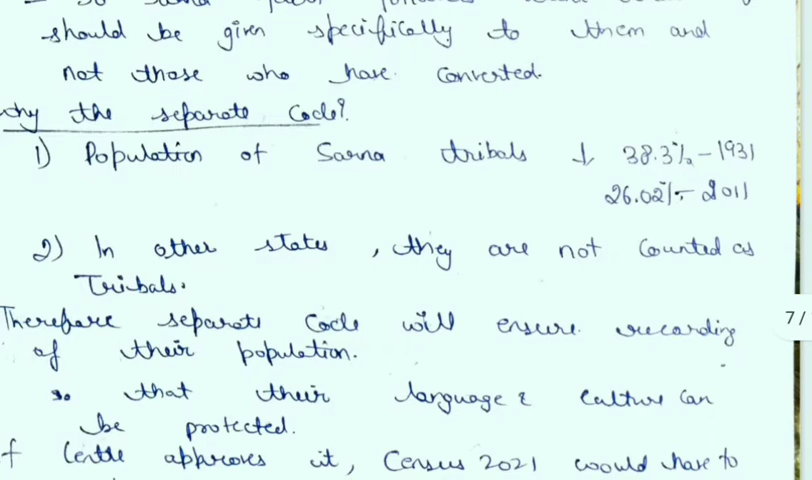 should be given specifically to them and
not those who have converted.
why the separate Code?
1) Population of Sarna tribals ↓ 38.3% - 1931
26.02% - 2011
2) In other states, they are not counted as
Tribals.
Therefore separate Code will ensure recording
of their population.
so that their language & culture can
be protected.
f Centre approves it, Census 2021 would have to
7/